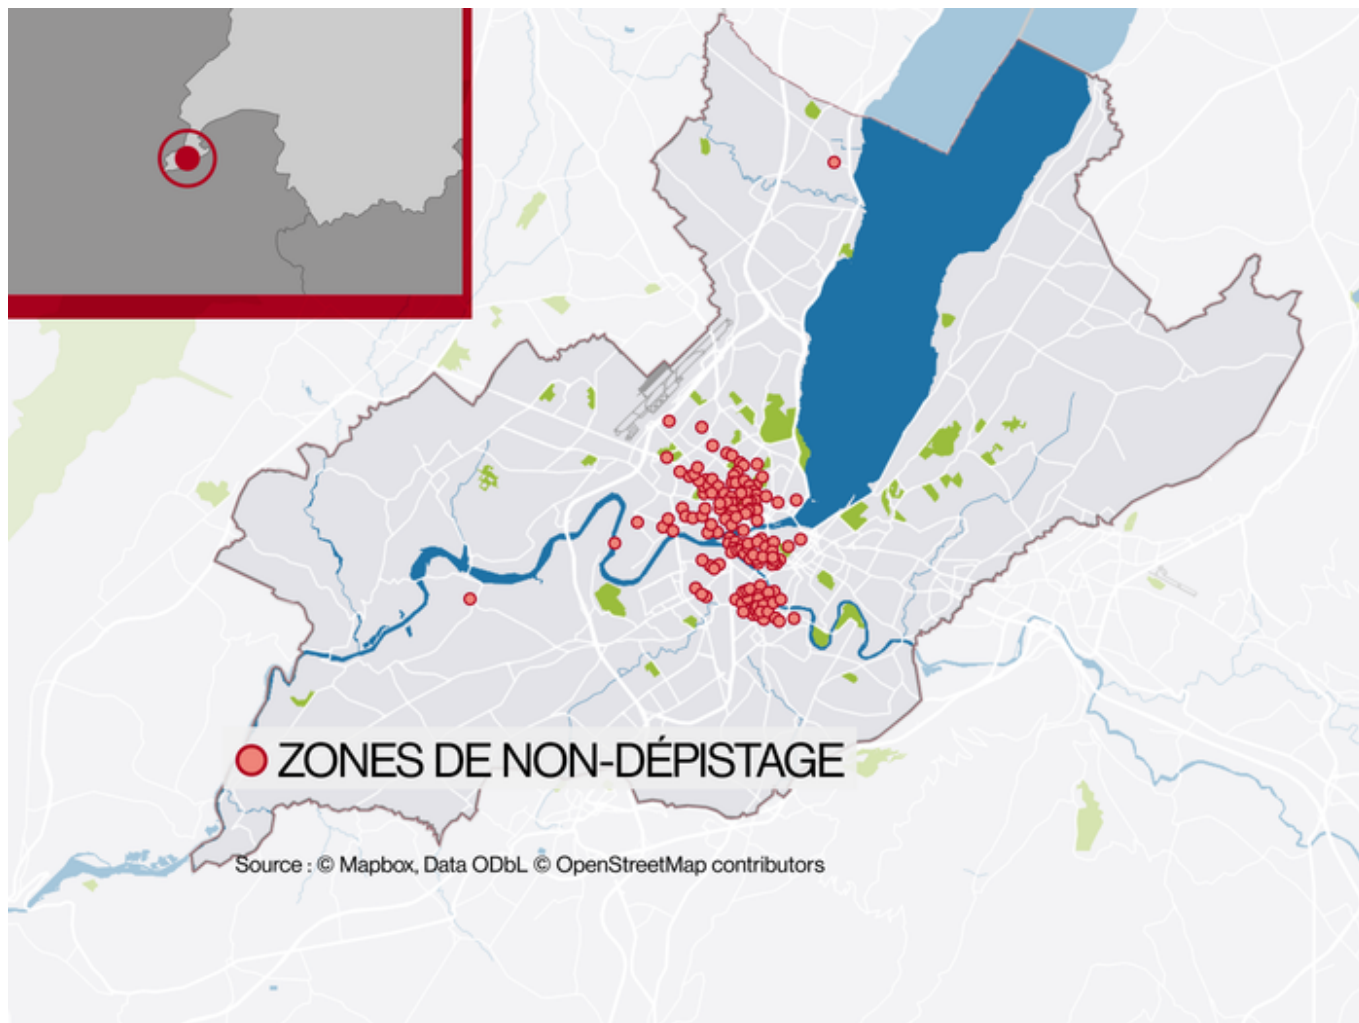 ZONES DE NON-DÉPISTAGE
Source : © Mapbox, Data ODbL © OpenStreetMap contributors